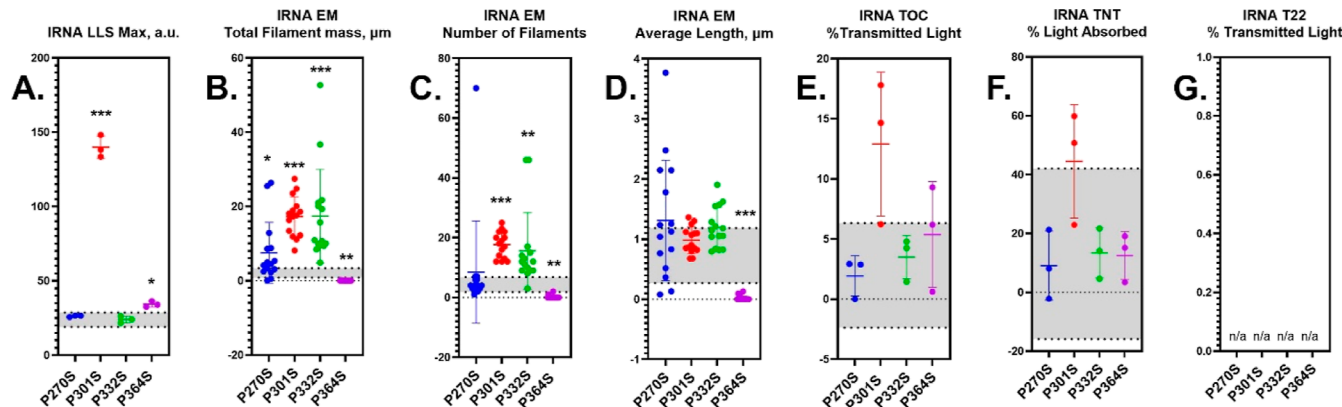 A.
IRNA LLS Max, a.u.
200
150
100
50
0
***
*
P270S
P301S
P332S
P364S
B.
IRNA EM
Total Filament mass, µm
60
40
20
0
-20
*
***
***
**
P270S
P301S
P332S
P364S
C.
IRNA EM
Number of Filaments
80
60
40
20
0
-20
***
**
**
P270S
P301S
P332S
P364S
D.
IRNA EM
Average Length, µm
5
4
3
2
1
0
-1
***
P270S
P301S
P332S
P364S
E.
IRNA TOC
%Transmitted Light
20
15
10
5
0
-5
P270S
P301S
P332S
P364S
F.
IRNA TNT
% Light Absorbed
80
60
40
20
0
-20
P270S
P301S
P332S
P364S
G.
IRNA T22
% Transmitted Light
1.0
0.8
0.6
0.4
0.2
0.0
n/a n/a n/a n/a
P270S
P301S
P332S
P364S